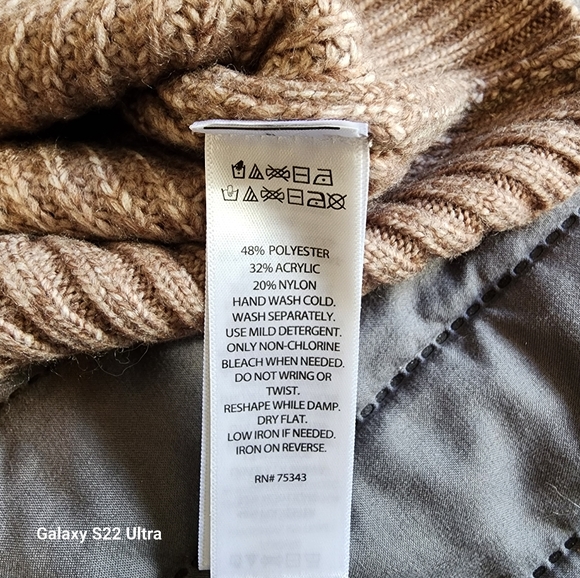 48% POLYESTER
32% ACRYLIC
20% NYLON
HAND WASH COLD.
WASH SEPARATELY.
USE MILD DETERGENT.
ONLY NON-CHLORINE
BLEACH WHEN NEEDED.
DO NOT WRING OR
TWIST.
RESHAPE WHILE DAMP.
DRY FLAT.
LOW IRON IF NEEDED.
IRON ON REVERSE.
RN# 75343
Galaxy S22 Ultra